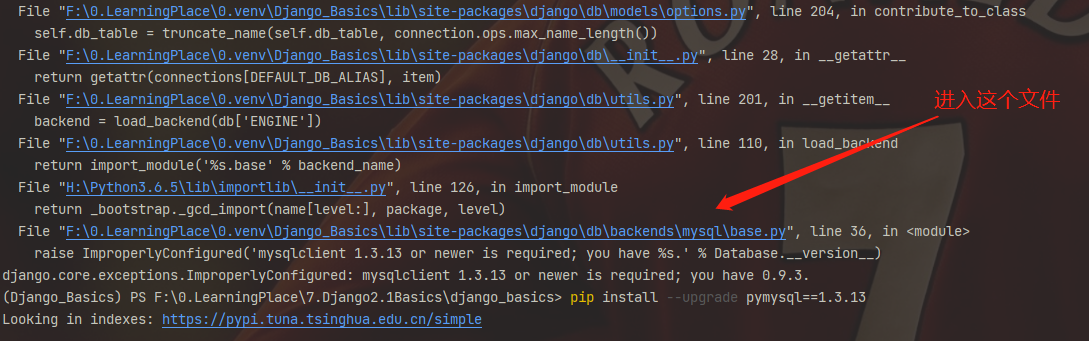 File "F:\0.LearningPlace\0.venv\Django_Basics\lib\site-packages\django\db\models\options.py", line 204, in contribute_to_class
self.db_table = truncate_name(self.db_table, connection.ops.max_name_length())
File "F:\0.LearningPlace\0.venv\Django_Basics\lib\site-packages\django\db\__init__.py", line 28, in __getattr__
return getattr(connections[DEFAULT_DB_ALIAS], item)
File "F:\0.LearningPlace\0.venv\Django_Basics\lib\site-packages\django\db\utils.py", line 201, in __getitem__
backend = load_backend(db['ENGINE'])
进入这个文件
File "F:\0.LearningPlace\0.venv\Django_Basics\lib\site-packages\django\db\utils.py", line 110, in load_backend
return import_module('%s.base' % backend_name)
File "H:\Python3.6.5\lib\importlib\__init__.py", line 126, in import_module
return _bootstrap._gcd_import(name[level:], package, level)
File "F:\0.LearningPlace\0.venv\Django_Basics\lib\site-packages\django\db\backends\mysql\base.py", line 36, in <module>
raise ImproperlyConfigured('mysqlclient 1.3.13 or newer is required; you have %s.' % Database.__version__)
django.core.exceptions.ImproperlyConfigured: mysqlclient 1.3.13 or newer is required; you have 0.9.3.
(Django_Basics) PS F:\0.LearningPlace\7.Django2.1Basics\django_basics> pip install --upgrade pymysql==1.3.13
Looking in indexes: https://pypi.tuna.tsinghua.edu.cn/simple